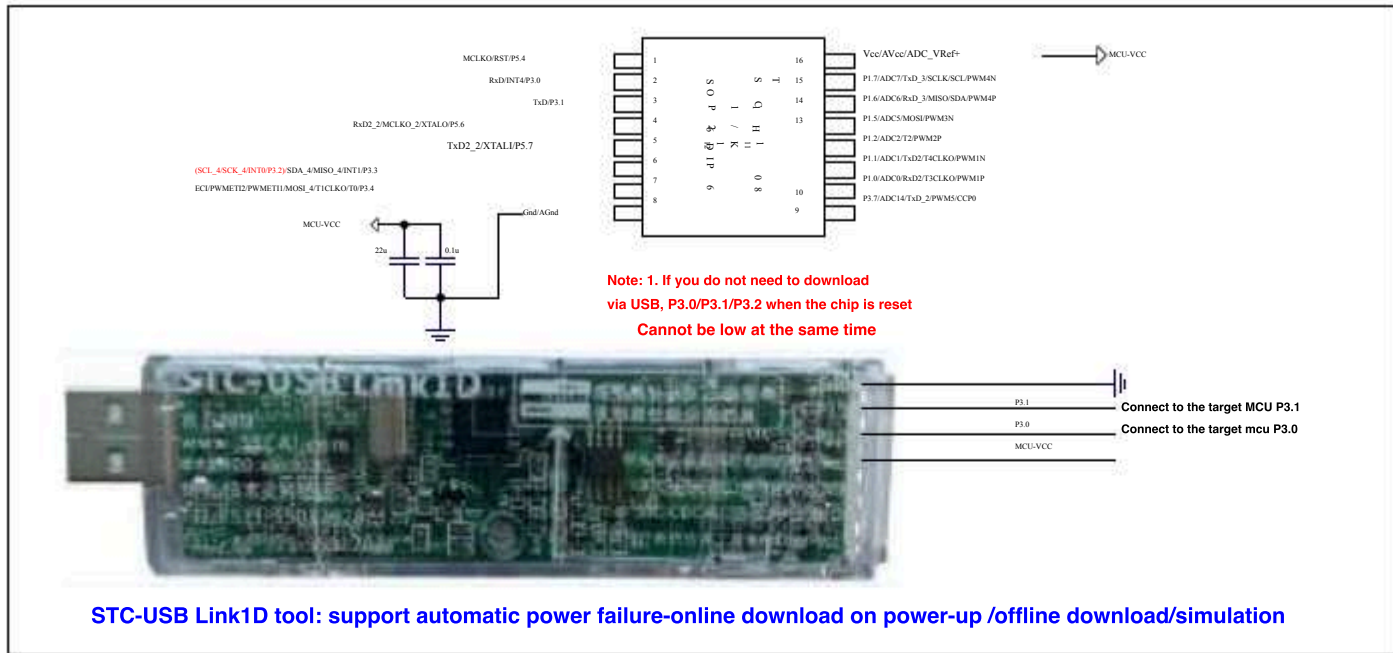 MCLKO/RST/P5.4
RxD/INT4/P3.0
TxD/P3.1
RxD2_2/MCLKO_2/XTALO/P5.6
TxD2_2/XTALI/P5.7
(SCL_4/SCK_4/INT0/P3.2)/SDA_4/MISO_4/INT1/P3.3
ECI/PWMETI2/PWMETI1/MOSI_4/T1CLKO/T0/P3.4
MCU-VCC
22u
0.1u
Gnd/AGnd
1
2
3
4
5
6
7
8
16
15
14
13
10
9
Vcc/AVcc/ADC_VRef+
MCU-VCC
P1.7/ADC7/TxD_3/SCLK/SCL/PWM4N
P1.6/ADC6/RxD_3/MISO/SDA/PWM4P
P1.5/ADC5/MOSI/PWM3N
P1.2/ADC2/T2/PWM2P
P1.1/ADC1/TxD2/T4CLKO/PWM1N
P1.0/ADC0/RxD2/T3CLKO/PWM1P
P3.7/ADC14/TxD_2/PWM5/CCP0
Note: 1. If you do not need to download
via USB, P3.0/P3.1/P3.2 when the chip is reset
Cannot be low at the same time
STC-USB Link1D
P3.1
Connect to the target MCU P3.1
P3.0
Connect to the target mcu P3.0
MCU-VCC
STC-USB Link1D tool: support automatic power failure-online download on power-up /offline download/simulation